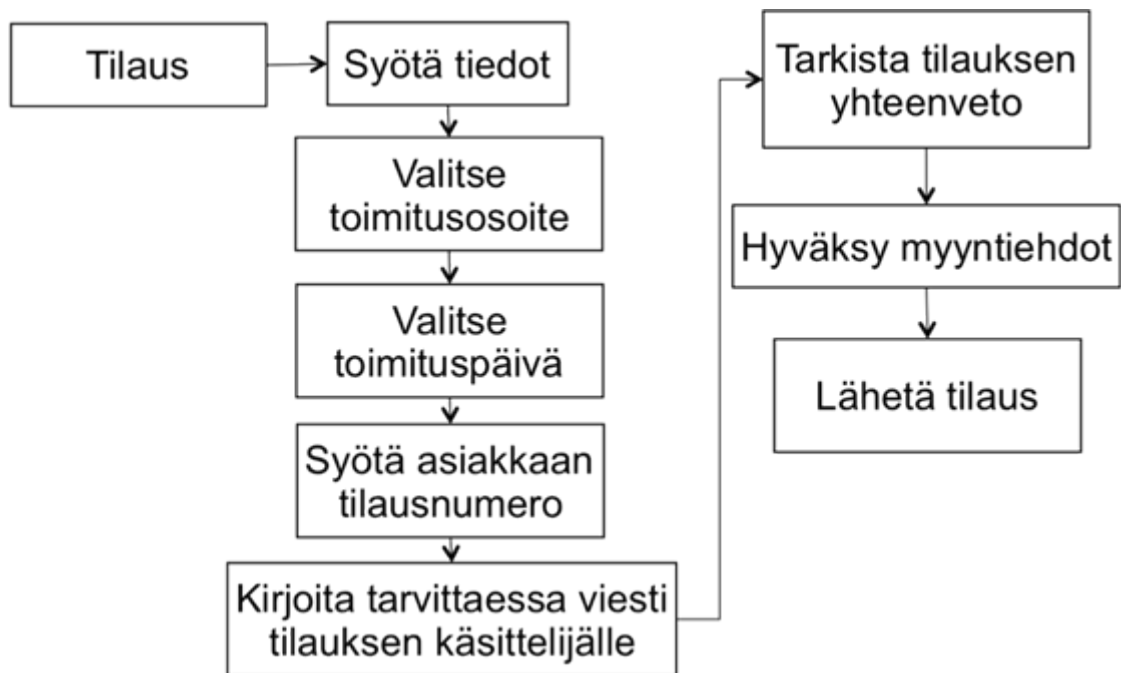 Tilaus
Syötä tiedot
Valitse
toimitusosoite
Valitse
toimituspäivä
Syötä asiakkaan
tilausnumero
Kirjoita tarvittaessa viesti
tilauksen käsittelijälle
Tarkista tilauksen
yhteenveto
Hyväksy myyntiehdot
Lähetä tilaus